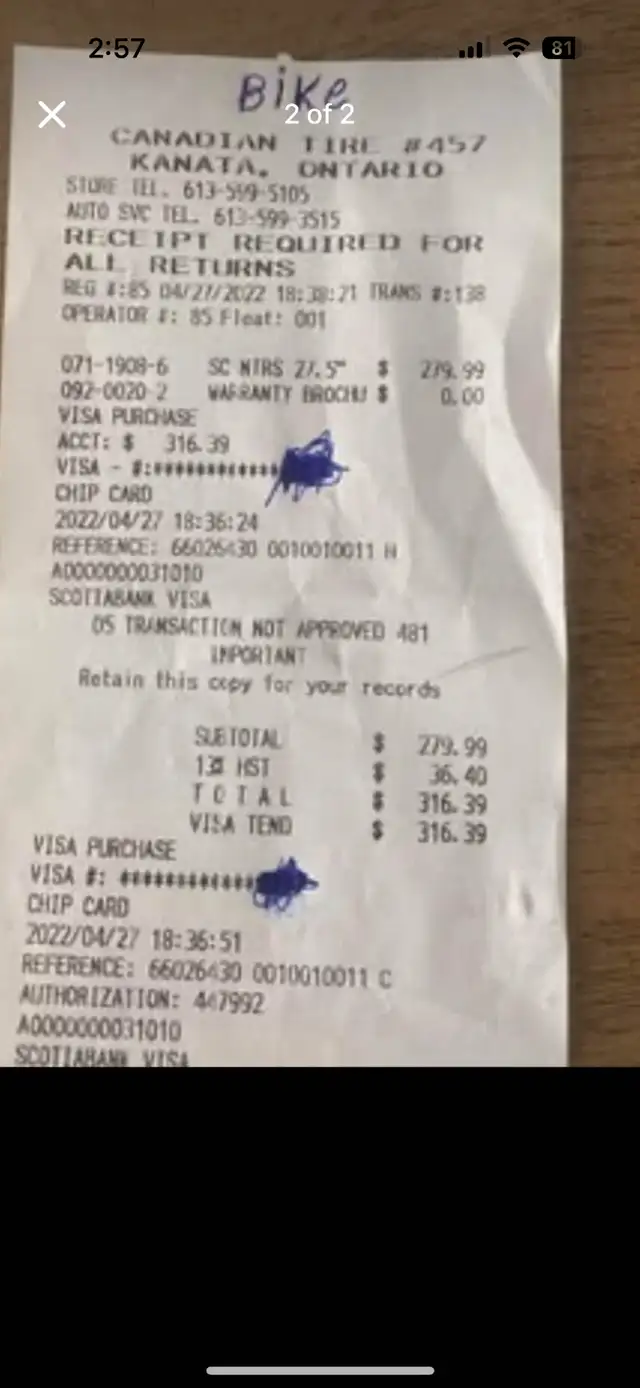 2:57
81
BiKe
2 of 2
CANADIAN TIRE #457
KANATA, ONTARIO
STORE TEL. 613-599-5105
AUTO SVC TEL. 613-599-3515
RECEIPT REQUIRED FOR
ALL RETURNS
REG #:85 04/27/2022 18:38:21 TRANS #:138
OPERATOR #: 85 Float: 001
071-1908-6 SC NTRS 27.5" $ 279.99
092-0020-2 WARRANTY BROCHU $ 0.00
VISA PURCHASE
ACCT: $ 316.39
VISA - #:************
CHIP CARD
2022/04/27 18:36:24
REFERENCE: 66026430 0010010011 H
A0000000031010
SCOTIABANK VISA
05 TRANSACTION NOT APPROVED 481
IMPORTANT
Retain this copy for your records
SUBTOTAL $ 279.99
13% HST $ 36.40
TOTAL $ 316.39
VISA TEND $ 316.39
VISA PURCHASE
VISA #: ************
CHIP CARD
2022/04/27 18:36:51
REFERENCE: 66026430 0010010011 C
AUTHORIZATION: 447992
A0000000031010
SCOTIABANK VISA